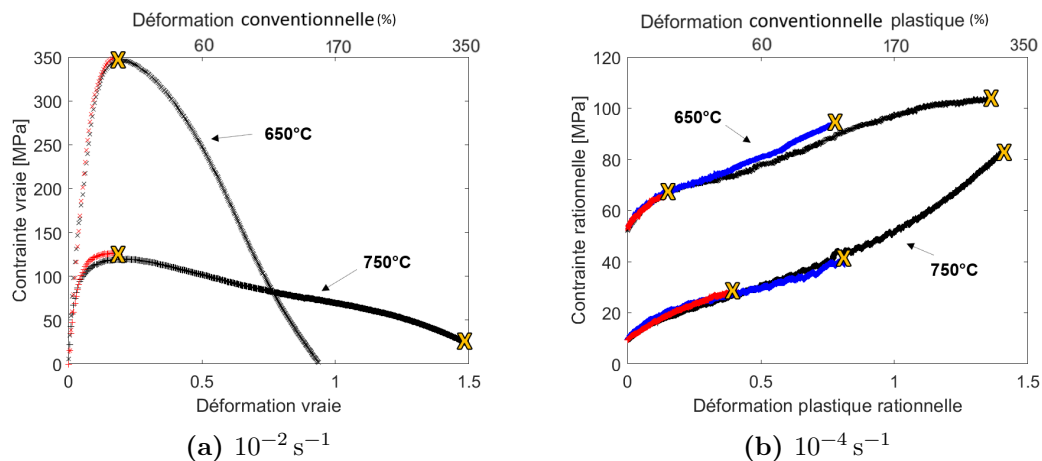 Déformation conventionnelle (%)
60 170 350
350
300
250
200
150
100
50
0
Contrainte vraie [MPa]
650°C
750°C
0 0.5 1 1.5
Déformation vraie
(a) 10⁻² s⁻¹
Déformation conventionnelle plastique (%)
60 170 350
120
100
80
60
40
20
0
Contrainte rationnelle [MPa]
650°C
750°C
0 0.5 1 1.5
Déformation plastique rationnelle
(b) 10⁻⁴ s⁻¹